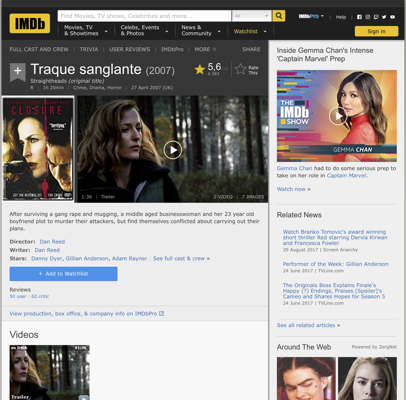 IMDb
Find Movies, TV shows, Celebrities and more...
All
IMDbPro
Help
Movies, TV
& Showtimes
Celebs, Events
& Photos
News &
Community
Watchlist
Sign in
FULL CAST AND CREW | TRIVIA | USER REVIEWS | IMDbPro | MORE
SHARE
Traque sanglante (2007)
Straightheads (original title)
R | 1h 20min | Crime, Drama, Horror | 27 April 2007 (UK)
5,6
Rate
This
CLOSURE
1:36 | Trailer
3 VIDEO | 7 IMAGES
After surviving a gang rape and mugging, a middle aged businesswoman and her 23 year old
boyfriend plot to murder their attackers, but find themselves conflicted about carrying out their
plans.
Director: Dan Reed
Writer: Dan Reed
Stars: Danny Dyer, Gillian Anderson, Adam Rayner | See full cast & crew »
+ Add to Watchlist
Reviews
50 user | 62 critic
View production, box office, & company info on IMDbPro
Videos
Inside Gemma Chan's Intense
'Captain Marvel' Prep
THE
IMDb
SHOW
GEMMA CHAN
Gemma Chan had to do some serious prep to
take on her role in Captain Marvel.
Watch now »
Related News
Watch Branko Tomovic's award winning
short thriller Red starring Dervla Kirwan
and Francesca Fowler
29 August 2017 | Screen Anarchy
Performer of the Week: Gillian Anderson
24 June 2017 | TVLine.com
The Originals Boss Explains Finale's
Happy (?) Endings, Praises [Spoiler]'s
Cameo and Shares Hopes for Season 5
24 June 2017 | TVLine.com
See all related articles »
Around The Web
Powered by ZergNet